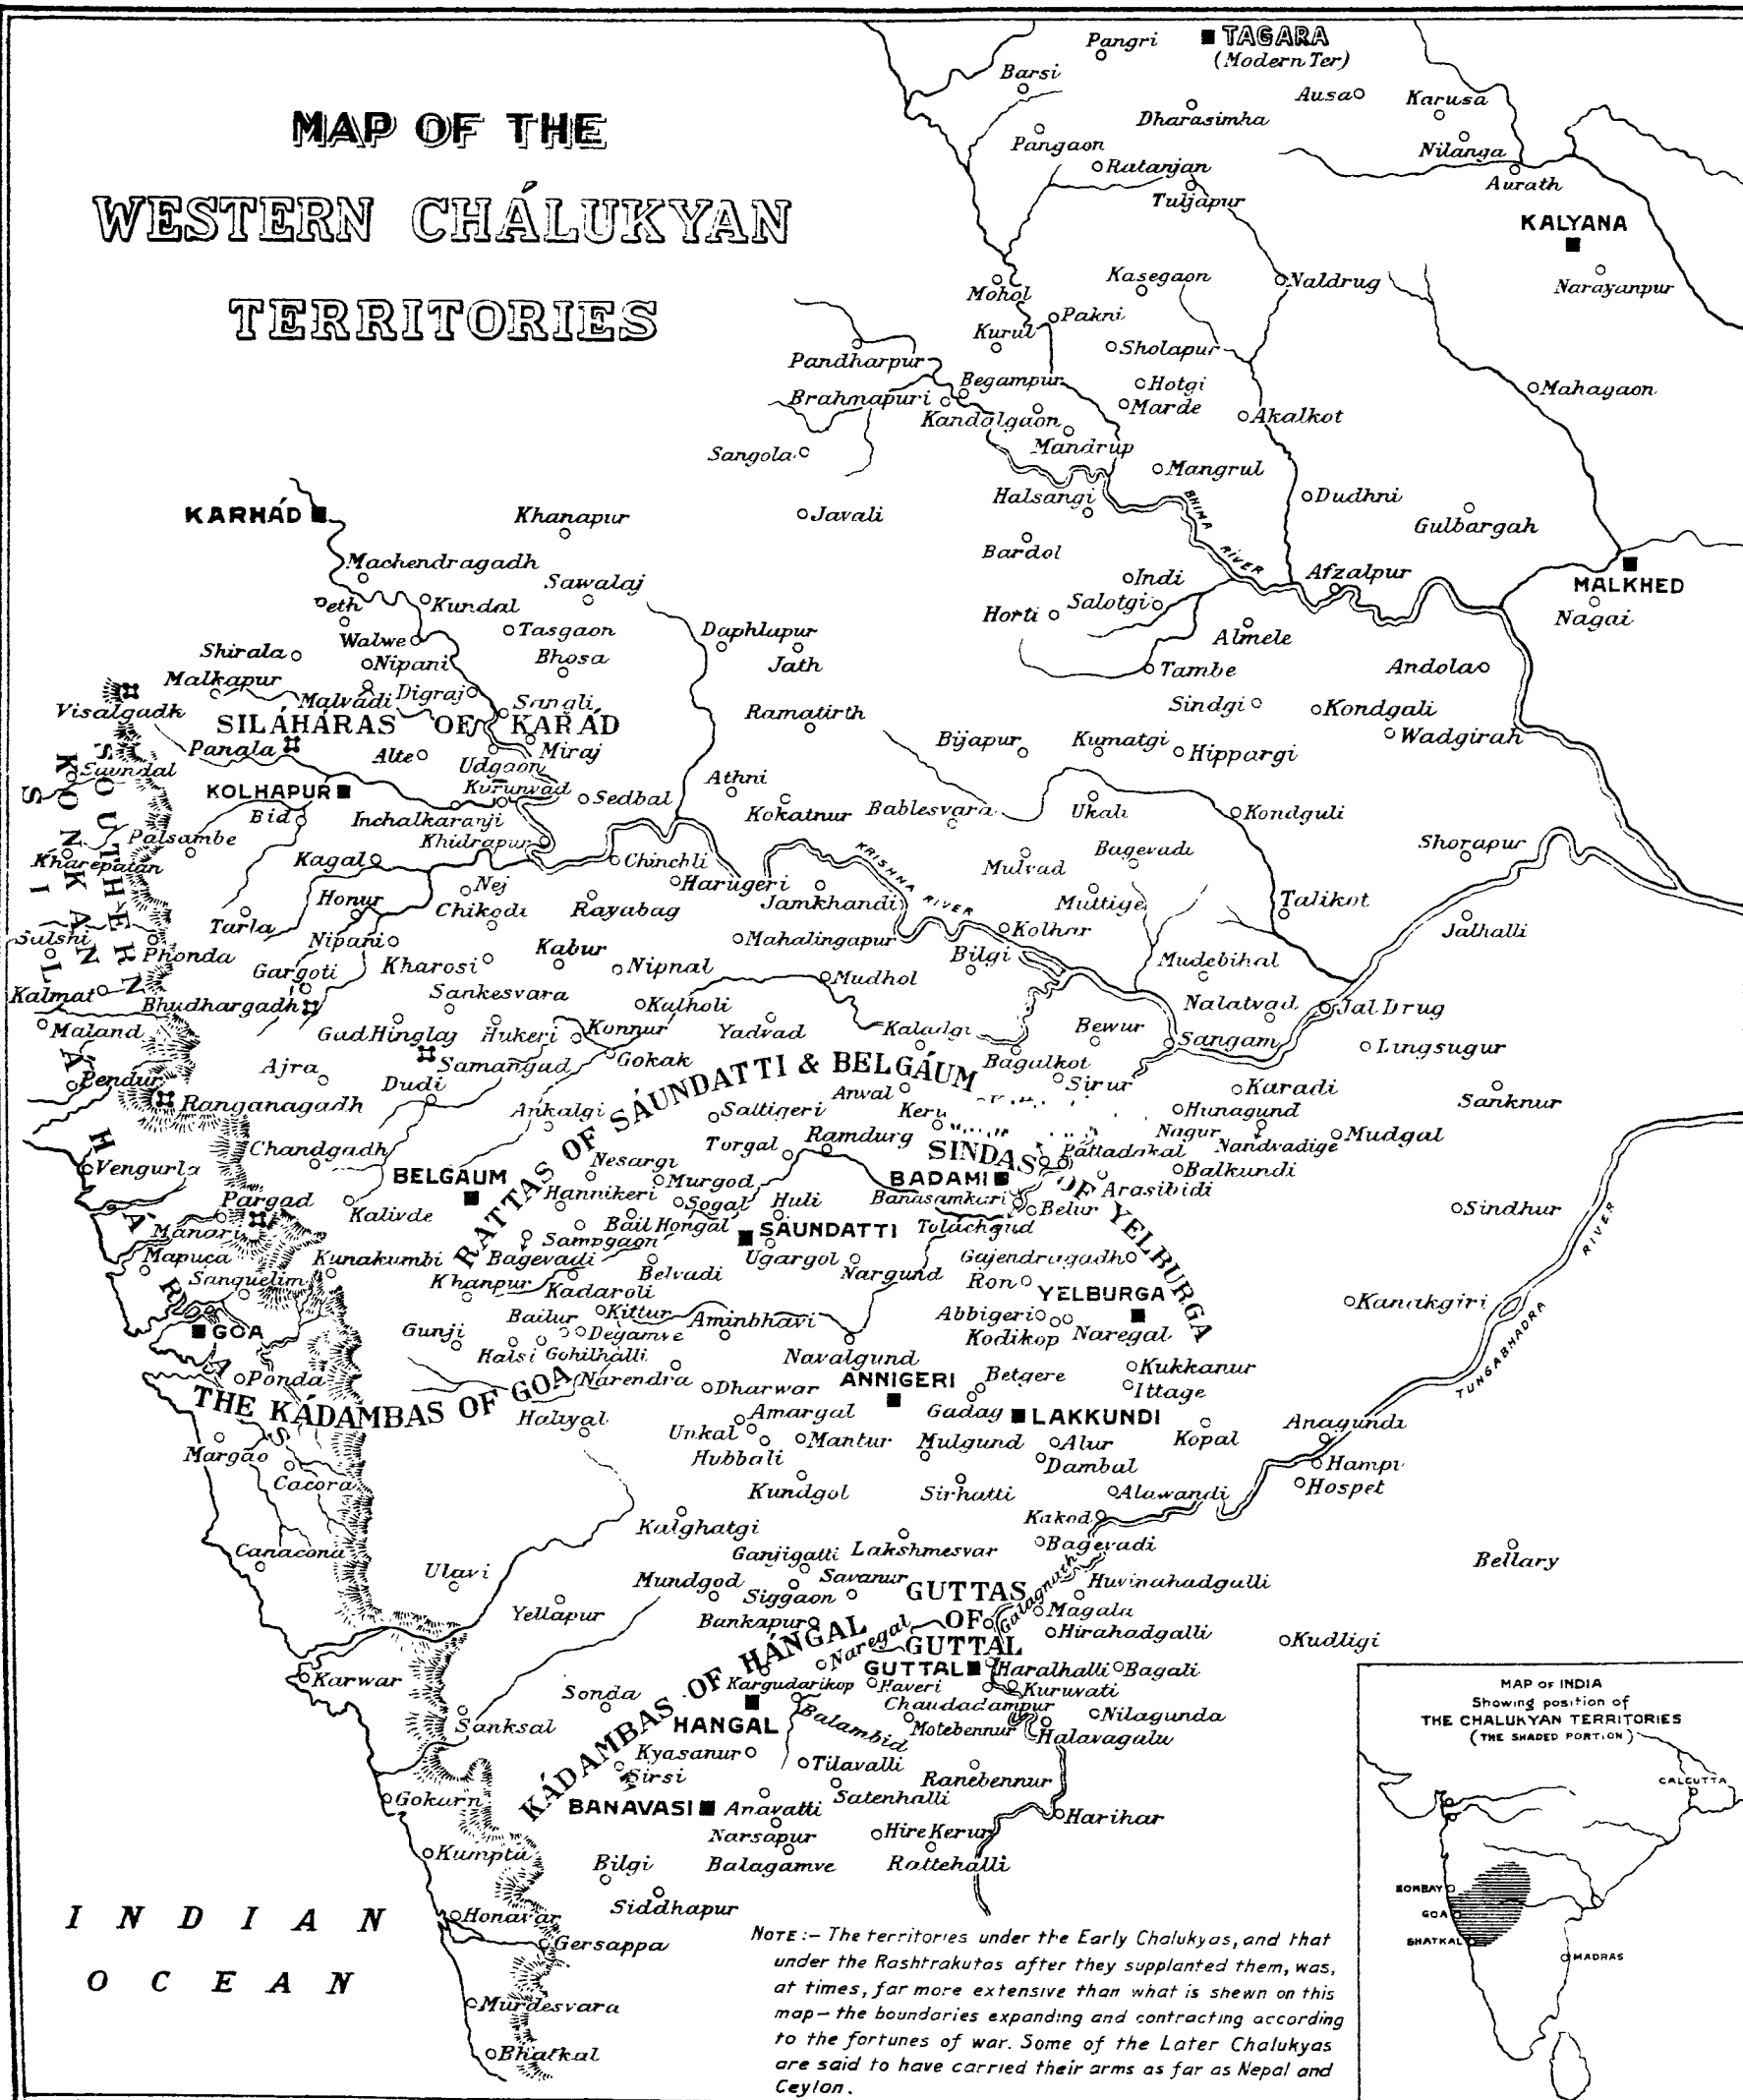 MAP OF THE
WESTERN CHÁLUKYAN
TERRITORIES
Pangri
TAGARA
(Modern Ter)
Barsi
Ausa
Karusa
Dharasimha
Pangaon
Nilanga
Ratanjan
Aurath
Tuljapur
KALYANA
Mohol
Kasegaon
Naldrug
Narayanpur
Pakni
Kurul
Sholapur
Pandharpur
Begampur
Hotgi
Mahagaon
Brahmapuri
Marde
Kandalgaon
Akalkot
Mandrup
Sangola
Mangrul
Halsangi
Dudhni
BHIMA
RIVER
KARHÁD
Khanapur
Javali
Gulbargah
Bardol
Machendragadh
Sawalaj
Indi
Afzalpur
MALKHED
Kundal
Horti
Salotgi
Nagai
Walwe
Tasgaon
Daphlapur
Almele
Shirala
Nipani
Bhosa
Jath
Tambe
Andola
Malkapur
Malvadi
Digraj
Sangli
Sindgi
Kondgali
Visalgadh
SILÁHÁRAS OF KARÁD
Ramatirth
Wadgirah
Panala
Alte
Miraj
Bijapur
Kumatgi
Hippargi
Udgaon
SOUTHERN
KONKAN
SILÁHÁRAS
KOLHAPUR
Kurunvad
Sedbal
Athni
Bid
Inchalkaranji
Kokatnur
Bablesvara
Ukali
Kondguli
Palsambe
Khidrapur
Shorapur
Kharepatan
Kagal
Chinchli
KRISHNA RIVER
Mulvad
Bagevadi
Nej
Harugeri
Honur
Chikodi
Rayabag
Jamkhandi
Muttige
Talikot
Tarla
Jalhalli
Sulshi
Phonda
Nipani
Kabur
Mahalingapur
Kolhar
Bilgi
Mudebihal
Gargoti
Kharosi
Nipnal
Mudhol
Kalmat
Bhudhargadh
Sankesvara
Kulholi
Nalatvad
Jal Drug
Maland
Gad Hinglaj
Hukeri
Konnur
Yadvad
Kaladgi
Bewur
Sangam
Samangad
Gokak
Bagulkot
Lingsugur
Pendur
Ajra
Dudi
RATTAS OF SÁUNDATTI & BELGÁUM
Anval
Sirur
Karadi
Ranganagadh
Ankalgi
Saltigeri
Hunagund
Sanknur
Chandgadh
Torgal
Ramdurg
SINDAS OF YELBURGA
Nagur
Nandvadige
Mudgal
Pattadakal
Vengurla
Nesargi
BELGAUM
Murgod
BADAMI
Balkundi
Pargad
Hannikeri
Sogal
Huli
Banasamkari
Arasibidi
Kalivde
Bail Hongal
Belur
Sindhur
Manari
Sampgaon
SAUNDATTI
Tolachgud
Mapuca
Kunakumbi
Bagevadi
Belvadi
Ugargol
Nargund
Gajendragadh
Sanquelim
Khanpur
Kadaroli
Ron
YELBURGA
Bailur
Kittur
Aminbhavi
Abbigeri
Kanakgiri
GOA
Gunji
Degamve
Kodikop
Naregal
Halsi
Gohilhalli
Navalgund
TUNGABHADRA RIVER
Ponda
Narendra
Dharwar
ANNIGERI
Betgere
Kukkanur
THE KÁDAMBAS OF GOA
Ittage
Haliyal
Amargal
Gadag
LAKKUNDI
Anagundi
Unkal
Mantur
Mulgund
Alur
Kopal
Margão
Hubbali
Dambal
Hampi
Cacora
Kundgol
Sirhatti
Alawandi
Hospet
Kalghatgi
Kakod
Canacona
Ganjigatti
Lakshmesvar
Bagevadi
Bellary
Ulavi
Mundgod
Savanur
Siggaon
GUTTAS
OF
GUTTAL
Huvinahadgalli
Yellapur
Bankapur
Galagnath
Magala
KÁDAMBAS OF HÁNGAL
Naregal
Hirahadgalli
Kudligi
Karwar
GUTTAL
Haralhalli
Bagali
Kargudarikop
Haveri
Kuruvati
Sonda
Chaudadampur
Sanksal
HANGAL
Balambid
Motebennur
Nilagunda
Halavagalu
Kyasanur
Tilavalli
Sirsi
Ranebennur
Gokurn
Satenhalli
BANAVASI
Anavatti
Harihar
Narsapur
Hire Kerur
Kumpta
Bilgi
Balagamve
Rattehalli
Honavar
Siddhapur
Gersappa
INDIAN
OCEAN
Murdesvara
Bhatkal
NOTE:– The territories under the Early Chalukyas, and that
under the Rashtrakutas after they supplanted them, was,
at times, far more extensive than what is shewn on this
map – the boundaries expanding and contracting according
to the fortunes of war. Some of the Later Chalukyas
are said to have carried their arms as far as Nepal and
Ceylon.
MAP OF INDIA
Showing position of
THE CHALUKYAN TERRITORIES
(THE SHADED PORTION)
CALCUTTA
BOMBAY
GOA
BHATKAL
MADRAS